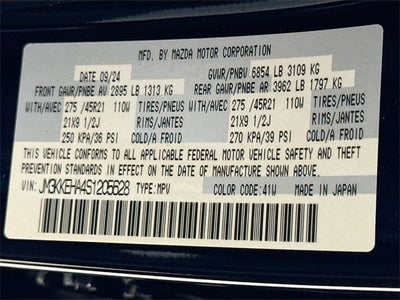 MFD. BY MAZDA MOTOR CORPORATION
DATE 09/24 GVWR/PNBV 6854 LB 3109 KG
FRONT GAWR/PNBE AV 2895 LB 1313 KG REAR GAWR/PNBE AR 3962 LB 1797 KG
WITH/AVEC 275 /45R21 110W TIRES/PNEUS WITH/AVEC 275 /45R21 110W TIRES/PNEUS
21X9 1/2J RIMS/JANTES 21X9 1/2J RIMS/JANTES
250 KPA/36 PSI COLD/A FROID 270 KPA/39 PSI COLD/A FROID
THIS VEHICLE CONFORMS TO ALL APPLICABLE FEDERAL MOTOR VEHICLE SAFETY AND THEFT
PREVENTION STANDARDS IN EFFECT ON THE DATE OF MANUFACTURE SHOWN ABOVE.
VIN: JM3KKEHA4S1205628 TYPE:MPV COLOR CODE:41W MADE IN JAPAN